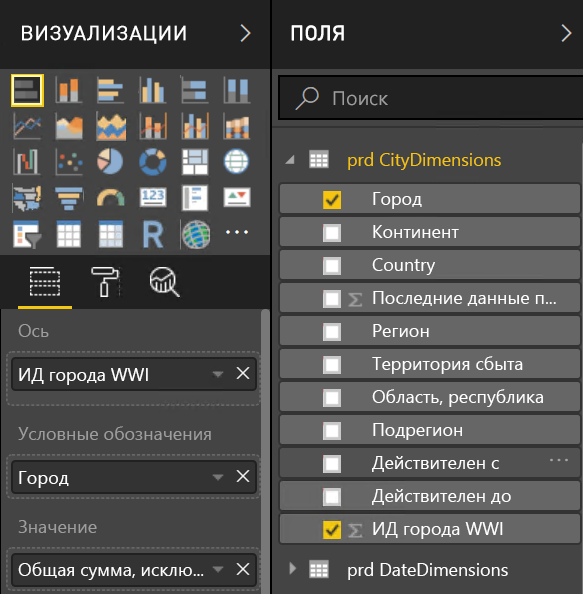 ВИЗУАЛИЗАЦИИ
123
R
Ось
ИД города WWI
Условные обозначения
Город
Значение
Общая сумма, исклю...
ПОЛЯ
Поиск
prd CityDimensions
Город
Континент
Country
Последние данные п...
Регион
Территория сбыта
Область, республика
Подрегион
Действителен с
Действителен до
ИД города WWI
prd DateDimensions